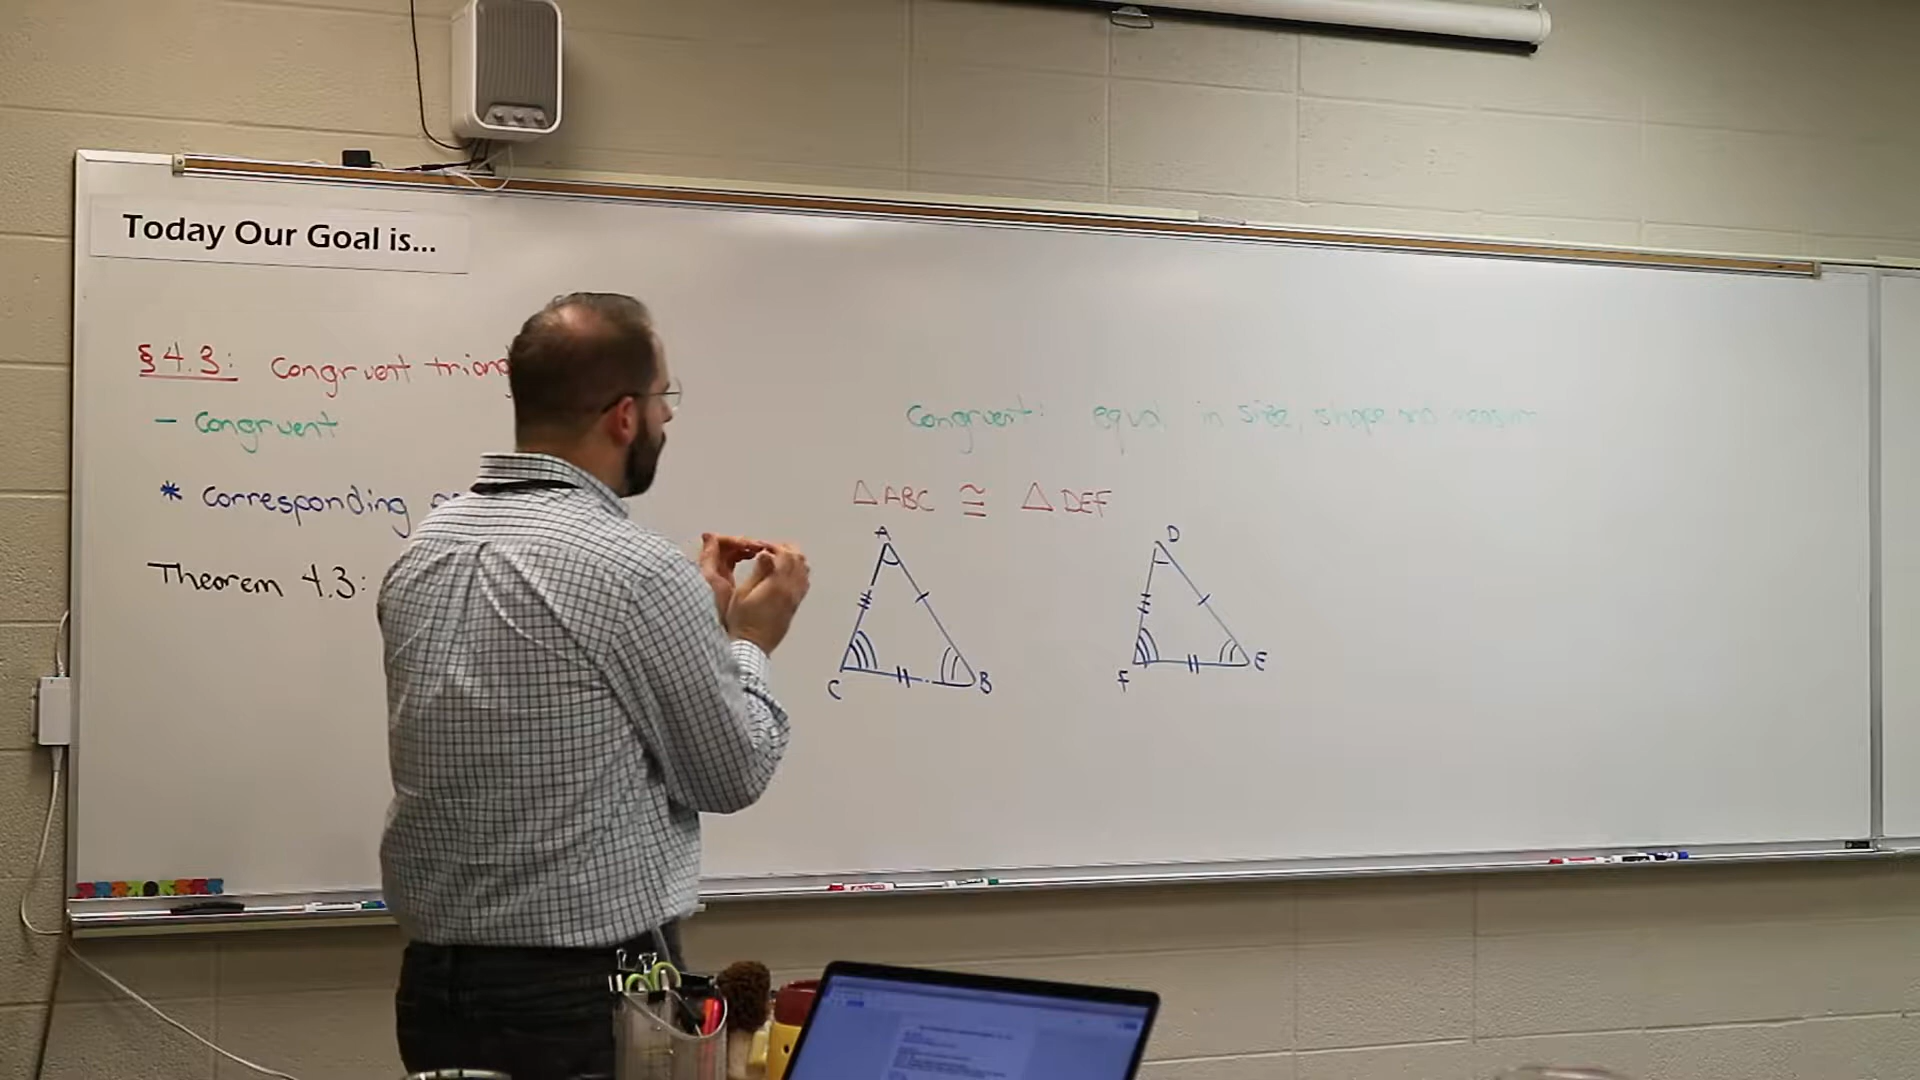 Today Our Goal is...
§4.3: Congruent triang
- Congruent
* Corresponding
Theorem 4.3:
Congruent: equal in size, shape and measure
△ABC ≅ △DEF
A
C
B
D
F
E